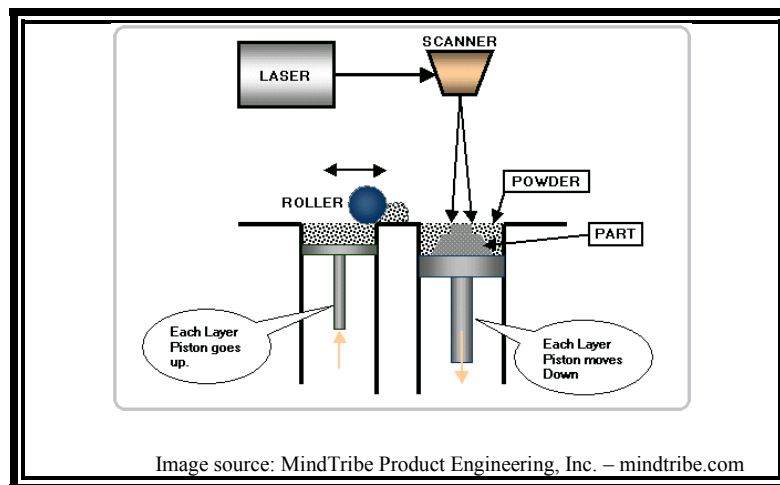 SCANNER
LASER
ROLLER
POWDER
PART
Each Layer
Piston goes
up.
Each Layer
Piston moves
Down
Image source: MindTribe Product Engineering, Inc. – mindtribe.com